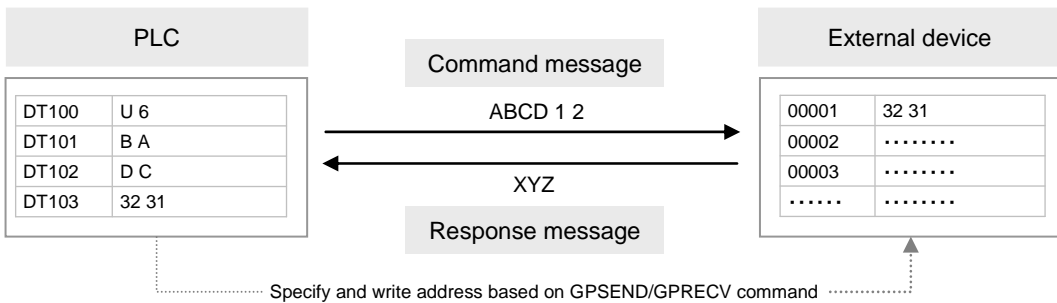 PLC
External device
Command message
DT100 U 6
DT101 B A
DT102 D C
DT103 32 31
ABCD 1 2
XYZ
Response message
00001 32 31
00002 ········
00003 ········
······ ········
Specify and write address based on GPSEND/GPRECV command